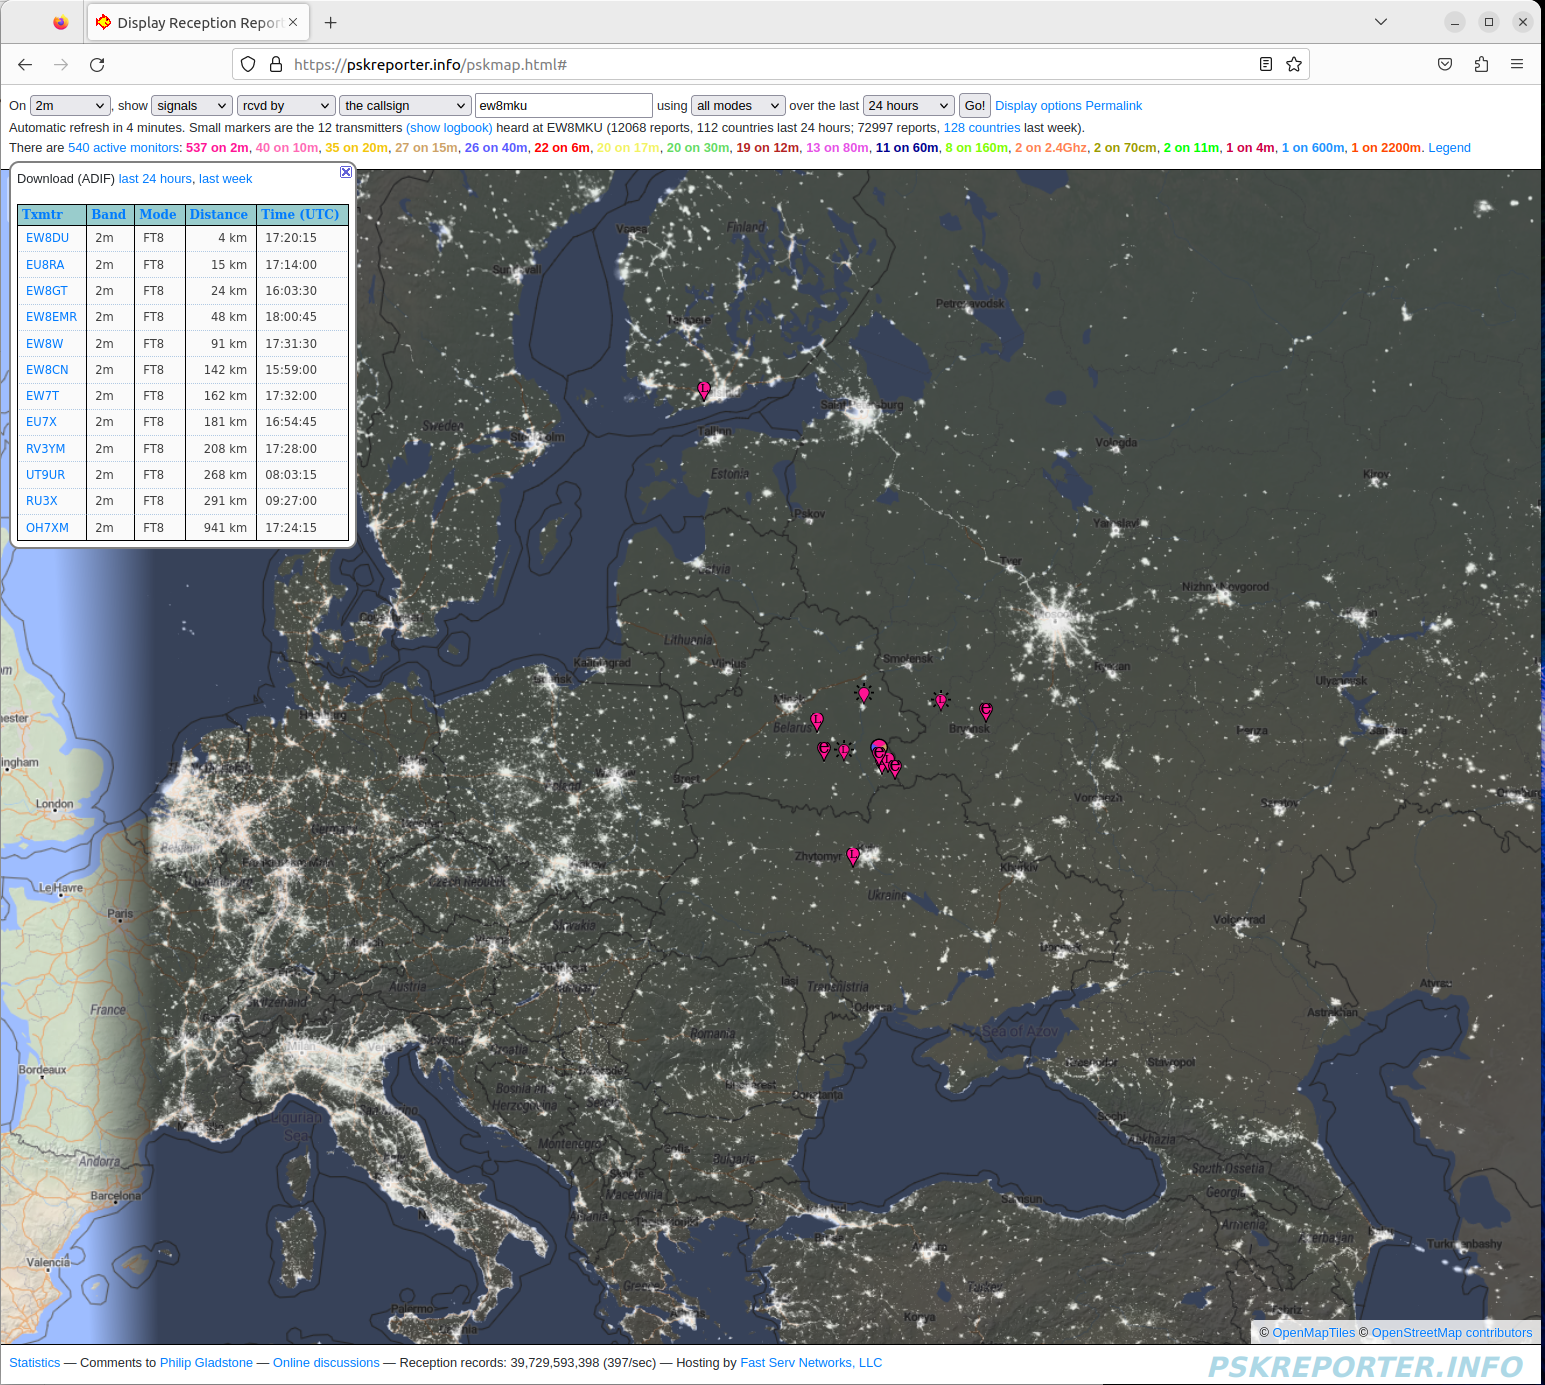 Display Reception Repor
https://pskreporter.info/pskmap.html#
On 2m , show signals rcvd by the callsign ew8mku using all modes over the last 24 hours Go! Display options Permalink
Automatic refresh in 4 minutes. Small markers are the 12 transmitters (show logbook) heard at EW8MKU (12068 reports, 112 countries last 24 hours; 72997 reports, 128 countries last week).
There are 540 active monitors: 537 on 2m, 40 on 10m, 35 on 20m, 27 on 15m, 26 on 40m, 22 on 6m, 20 on 17m, 20 on 30m, 19 on 12m, 13 on 80m, 11 on 60m, 8 on 160m, 2 on 2.4Ghz, 2 on 70cm, 2 on 11m, 1 on 4m, 1 on 600m, 1 on 2200m. Legend
Download (ADIF) last 24 hours, last week
Txmtr Band Mode Distance Time (UTC)
EW8DU 2m FT8 4 km 17:20:15
EU8RA 2m FT8 15 km 17:14:00
EW8GT 2m FT8 24 km 16:03:30
EW8EMR 2m FT8 48 km 18:00:45
EW8W 2m FT8 91 km 17:31:30
EW8CN 2m FT8 142 km 15:59:00
EW7T 2m FT8 162 km 17:32:00
EU7X 2m FT8 181 km 16:54:45
RV3YM 2m FT8 208 km 17:28:00
UT9UR 2m FT8 268 km 08:03:15
RU3X 2m FT8 291 km 09:27:00
OH7XM 2m FT8 941 km 17:24:15
Finland
Petrozavodsk
Tampere
Sweden
Stockholm
Tallinn
Estonia
Vologda
Kirov
Pskov
Yaroslavl
Tver
Latvia
Nizhny Novgorod
Lithuania
Kaliningrad
Vilnius
Smolensk
Ryazan
Ulyanovsk
Minsk
Belarus
Bryansk
Penza
Hamburg
Brest
London
Voronezh
Zhytomyr
Kharkiv
Czech Republic
Le Havre
Ukraine
Paris
Slovakia
Volgograd
Austria
Iasi
Transnistria
Odessa
Atyrau
Astrakhan
France
Switzerland
Romania
Sea of Azov
Bordeaux
Stavropol
Bosnia and
Herzegovina
Bucharest
Constanța
Ligurian
Sea
Sochi
Abkhazia
Montenegro
Andorra
Bulgaria
South Ossetia
Georgia
Barcelona
Macedonia
Samsun
Armenia
Azerbaijan
Valencia
Turkmenbashy
Greece
Turkey
Palermo
Konya
© OpenMapTiles © OpenStreetMap contributors
Statistics — Comments to Philip Gladstone — Online discussions — Reception records: 39,729,593,398 (397/sec) — Hosting by Fast Serv Networks, LLC
PSKREPORTER.INFO